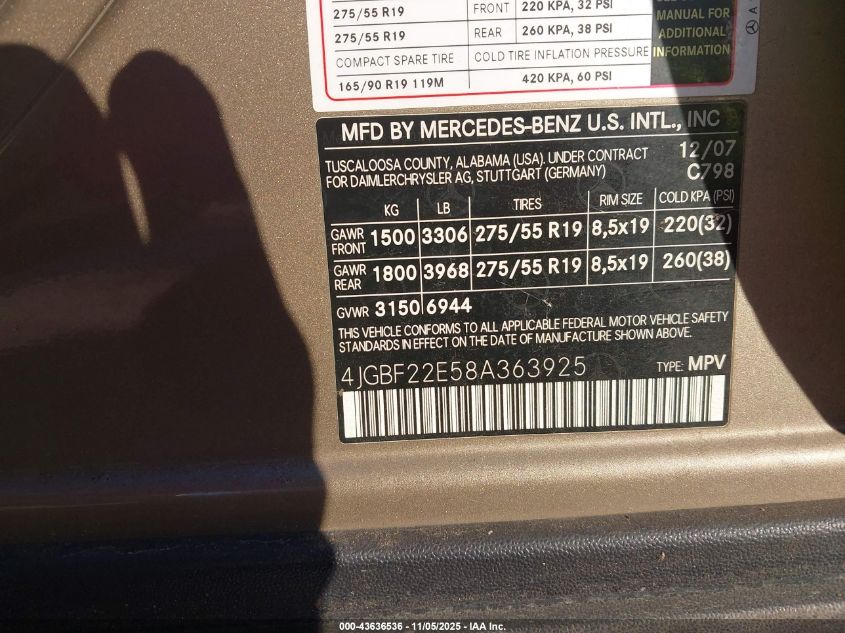 275/55 R19 FRONT 220 KPA, 32 PSI
275/55 R19 REAR 260 KPA, 38 PSI
COMPACT SPARE TIRE COLD TIRE INFLATION PRESSURE
165/90 R19 119M 420 KPA, 60 PSI
MANUAL FOR
ADDITIONAL
INFORMATION
MFD BY MERCEDES-BENZ U.S. INTL., INC
TUSCALOOSA COUNTY, ALABAMA (USA). UNDER CONTRACT 12/07
FOR DAIMLERCHRYSLER AG, STUTTGART (GERMANY) C798
KG LB TIRES RIM SIZE COLD KPA (PSI)
GAWR FRONT 1500 3306 275/55 R19 8,5x19 220(32)
GAWR REAR 1800 3968 275/55 R19 8,5x19 260(38)
GVWR 3150 6944
THIS VEHICLE CONFORMS TO ALL APPLICABLE FEDERAL MOTOR VEHICLE SAFETY
STANDARDS IN EFFECT ON THE DATE OF MANUFACTURE SHOWN ABOVE.
4JGBF22E58A363925 TYPE: MPV
000-43636536 - 11/05/2025 - IAA Inc.